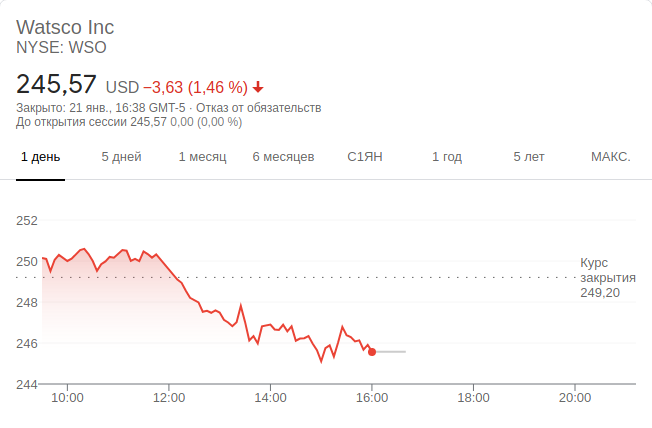 Watsco Inc
NYSE: WSO
245,57 USD −3,63 (1,46 %)
Закрыто: 21 янв., 16:38 GMT-5 · Отказ от обязательств
До открытия сессии 245,57 0,00 (0,00 %)
1 день 5 дней 1 месяц 6 месяцев С1ЯН 1 год 5 лет МАКС.
252
250
248
246
244
Курс
закрытия
249,20
10:00 12:00 14:00 16:00 18:00 20:00